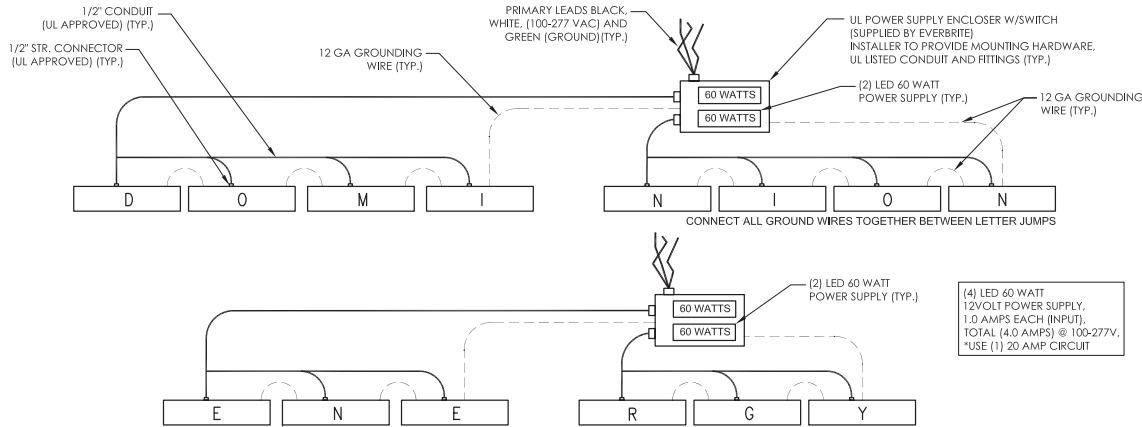 1/2" CONDUIT
(UL APPROVED) (TYP.)
1/2" STR. CONNECTOR
(UL APPROVED) (TYP.)
12 GA GROUNDING
WIRE (TYP.)
PRIMARY LEADS BLACK,
WHITE, (100-277 VAC) AND
GREEN (GROUND)(TYP.)
UL POWER SUPPLY ENCLOSER W/SWITCH
(SUPPLIED BY EVERBRITE)
INSTALLER TO PROVIDE MOUNTING HARDWARE,
UL LISTED CONDUIT AND FITTINGS (TYP.)
60 WATTS
60 WATTS
(2) LED 60 WATT
POWER SUPPLY (TYP.)
12 GA GROUNDING
WIRE (TYP.)
D O M I N I O N
CONNECT ALL GROUND WIRES TOGETHER BETWEEN LETTER JUMPS
60 WATTS
60 WATTS
(2) LED 60 WATT
POWER SUPPLY (TYP.)
(4) LED 60 WATT
12VOLT POWER SUPPLY,
1.0 AMPS EACH (INPUT),
TOTAL (4.0 AMPS) @ 100-277V,
*USE (1) 20 AMP CIRCUIT
E N E R G Y